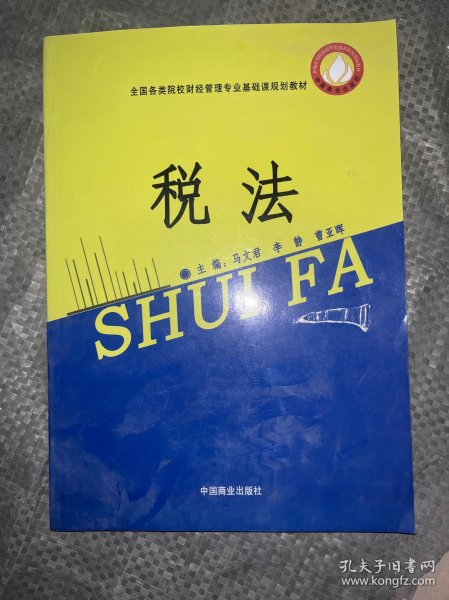 全国各类院校财经管理专业基础课规划教材
税法
主编：马文君 李静 曹亚晖
SHUI FA
中国商业出版社
孔夫子旧书网
www.kongfz.com